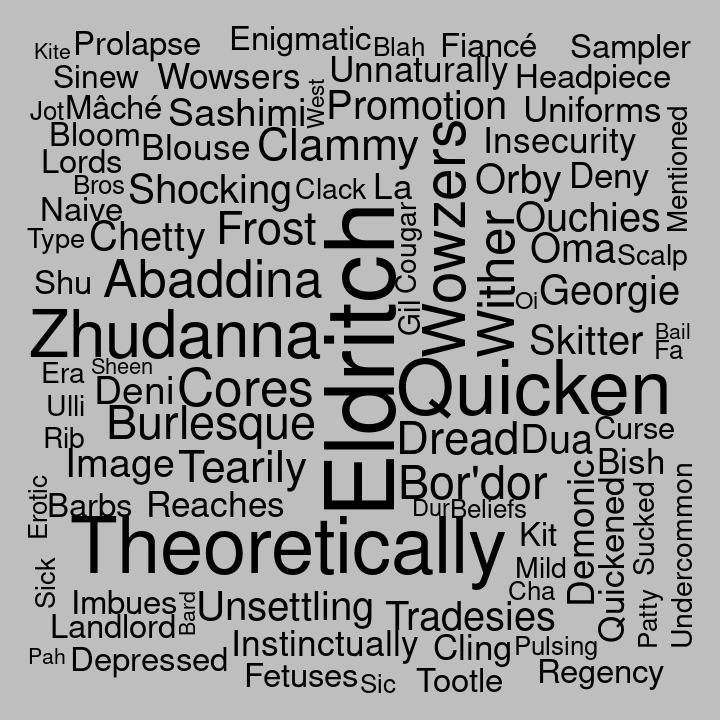 Kite Prolapse Enigmatic Blah Fiancé Sampler
Sinew Wowsers West Unnaturally Headpiece
Jot Mâché Sashimi Promotion Uniforms
Bloom Blouse Clammy Wowzers Insecurity Mentioned
Lords
Bros Shocking Clack La Orby Deny
Naive Frost Eldritch Gil Cougar Wither Ouchies
Type Chetty Oma Scalp
Shu Abaddina Oi Georgie
Zhudanna Skitter Bail
Fa
Era Sheen
Deni Cores Quicken
Ulli Burlesque
Rib Dread Dua Curse
Image Tearily Bor'dor Demonic Bish
Erotic Barbs Reaches Dur Beliefs Quickened Sucked Undercommon
Theoretically Kit
Sick Mild
Imbues Bard Unsettling Cha Patty
Landlord Tradesies
Instinctually Cling Pulsing
Pah Depressed Regency
Fetuses Sic Tootle